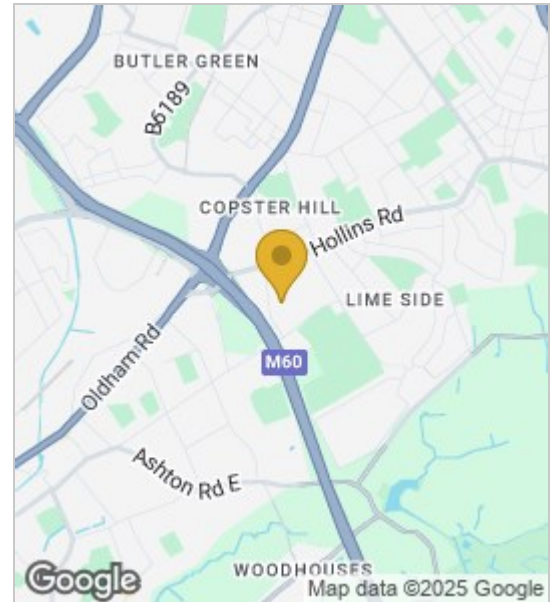 BUTLER GREEN
B6189
COPSTER HILL
Hollins Rd
LIME SIDE
M60
Oldham Rd
Ashton Rd E
WOODHOUSES
Google
Map data ©2025 Google